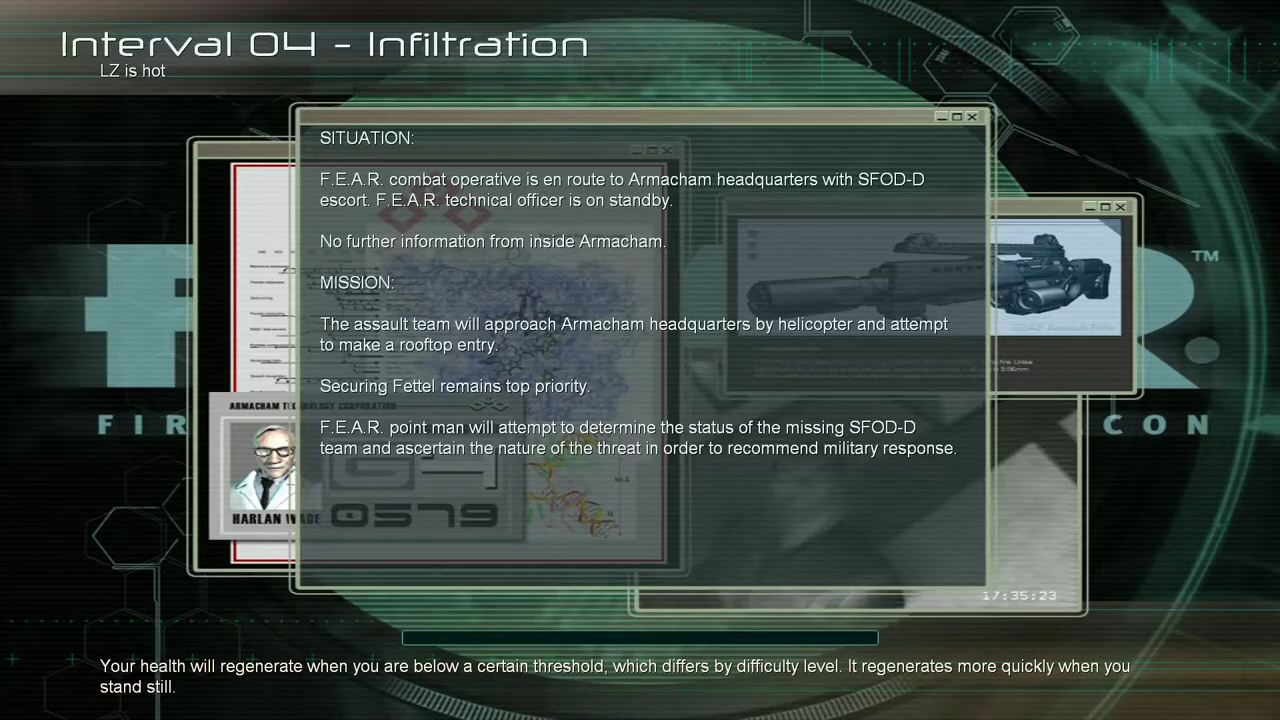 Interval 04 - Infiltration
LZ is hot
SITUATION:
F.E.A.R. combat operative is en route to Armacham headquarters with SFOD-D
escort. F.E.A.R. technical officer is on standby.
No further information from inside Armacham.
MISSION:
The assault team will approach Armacham headquarters by helicopter and attempt
to make a rooftop entry.
Securing Fettel remains top priority.
F.E.A.R. point man will attempt to determine the status of the missing SFOD-D
team and ascertain the nature of the threat in order to recommend military response.
TM
FIR
CON
G2A2 Assault Rifle
ARMACHAM TECHNOLOGY CORPORATION
HARLAN WADE
0579
17:35:23
Your health will regenerate when you are below a certain threshold, which differs by difficulty level. It regenerates more quickly when you
stand still.